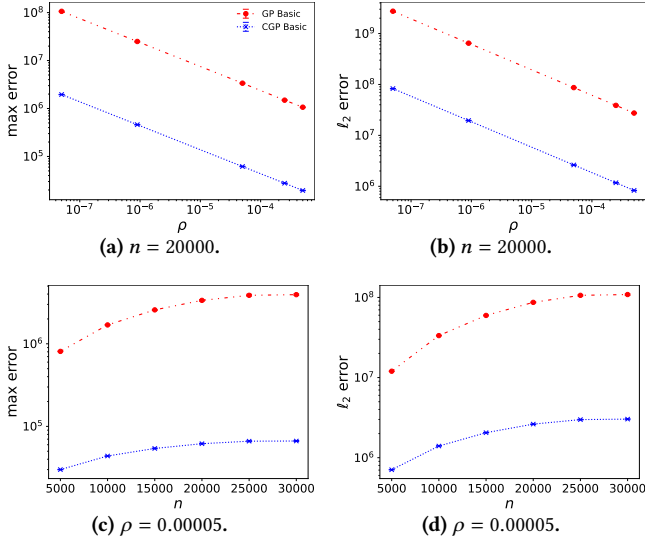 max error
10⁸
10⁷
10⁶
10⁵
GP Basic
CGP Basic
10⁻⁷ 10⁻⁶ 10⁻⁵ 10⁻⁴
ρ
(a) n = 20000.
ℓ₂ error
10⁹
10⁸
10⁷
10⁶
10⁻⁷ 10⁻⁶ 10⁻⁵ 10⁻⁴
ρ
(b) n = 20000.
max error
10⁶
10⁵
5000 10000 15000 20000 25000 30000
n
(c) ρ = 0.00005.
ℓ₂ error
10⁸
10⁷
10⁶
5000 10000 15000 20000 25000 30000
n
(d) ρ = 0.00005.